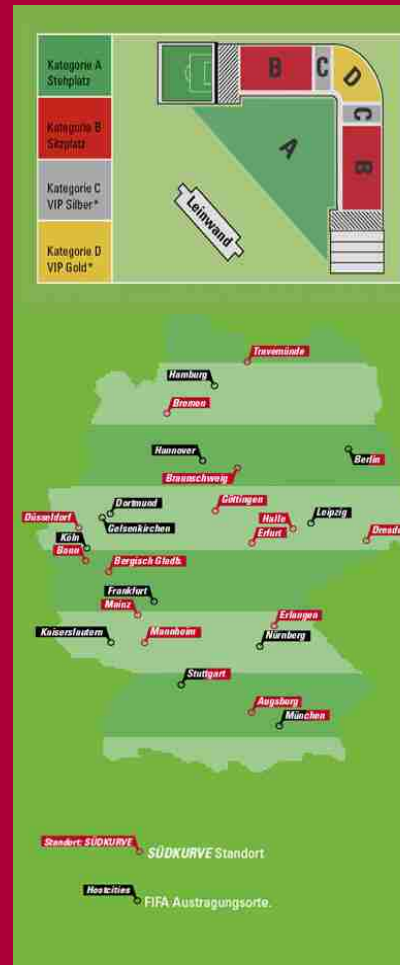 Kategorie A
Stehplatz
Kategorie B
Sitzplatz
Kategorie C
VIP Silber*
Kategorie D
VIP Gold*
B
C
D
C
B
A
Leinwand
Travemünde
Hamburg
Bremen
Hannover
Berlin
Braunschweig
Göttingen
Dortmund
Leipzig
Düsseldorf
Halle
Gelsenkirchen
Dresde
Köln
Erfurt
Bonn
Bergisch Gladb.
Frankfurt
Mainz
Erlangen
Kaiserslautern
Mannheim
Nürnberg
Stuttgart
Augsburg
München
Standort: SÜDKURVE
SÜDKURVE Standort
Hostcities
FIFA Austragungsorte.